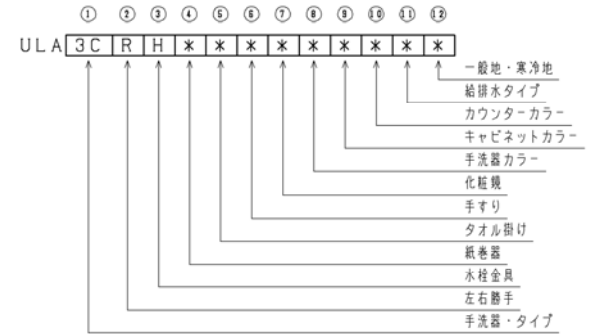 ① ② ③ ④ ⑤ ⑥ ⑦ ⑧ ⑨ ⑩ ⑪ ⑫
ULA 3C R H * * * * * * * * *
一般地・寒冷地
給排水タイプ
カウンターカラー
キャビネットカラー
手洗器カラー
化粧鏡
手すり
タオル掛け
紙巻器
水栓金具
左右勝手
手洗器・タイプ